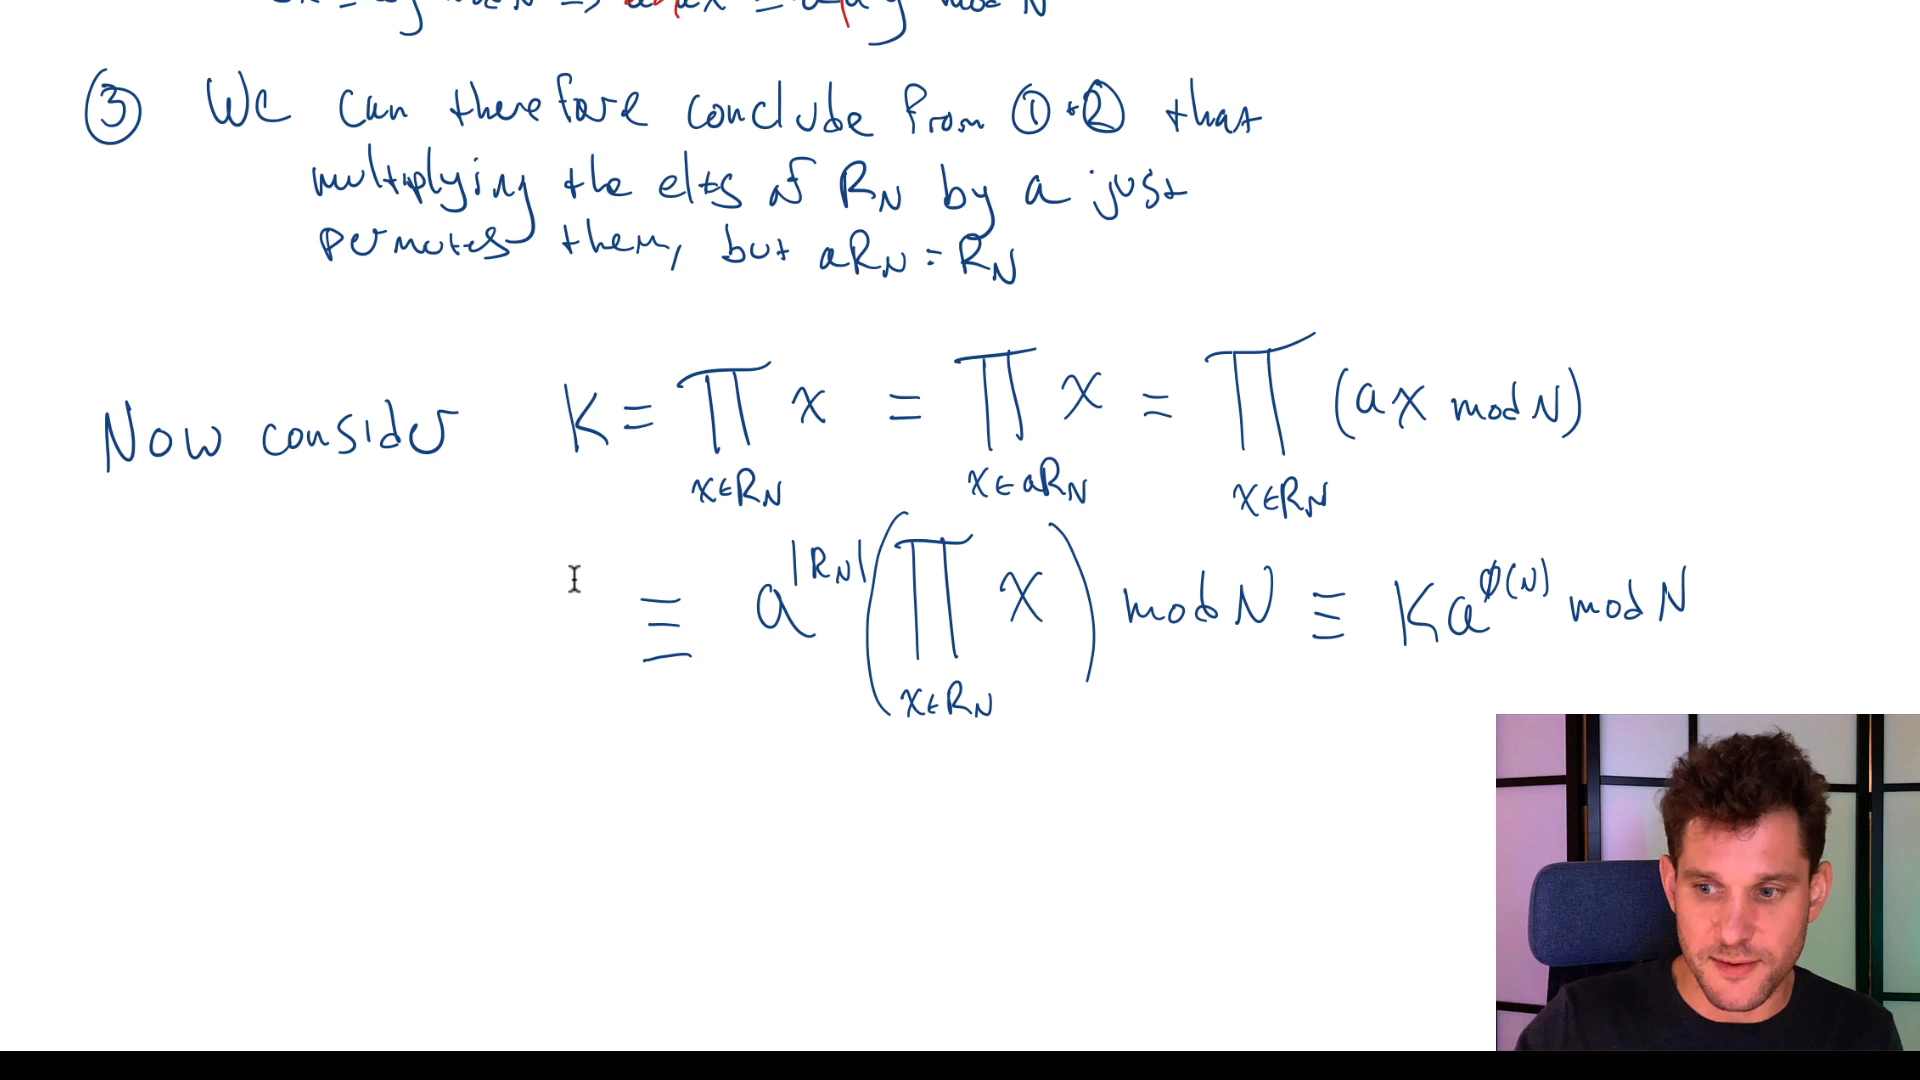 ③ We can therefore conclude from ① + ② that
multiplying the elts of R_N by a just
permutes them, but aR_N = R_N
Now consider K = ∏_{x∈R_N} x = ∏_{x∈aR_N} x = ∏_{x∈R_N} (ax mod N)
≡ a^{|R_N|} (∏_{x∈R_N} x) mod N ≡ K a^{φ(N)} mod N